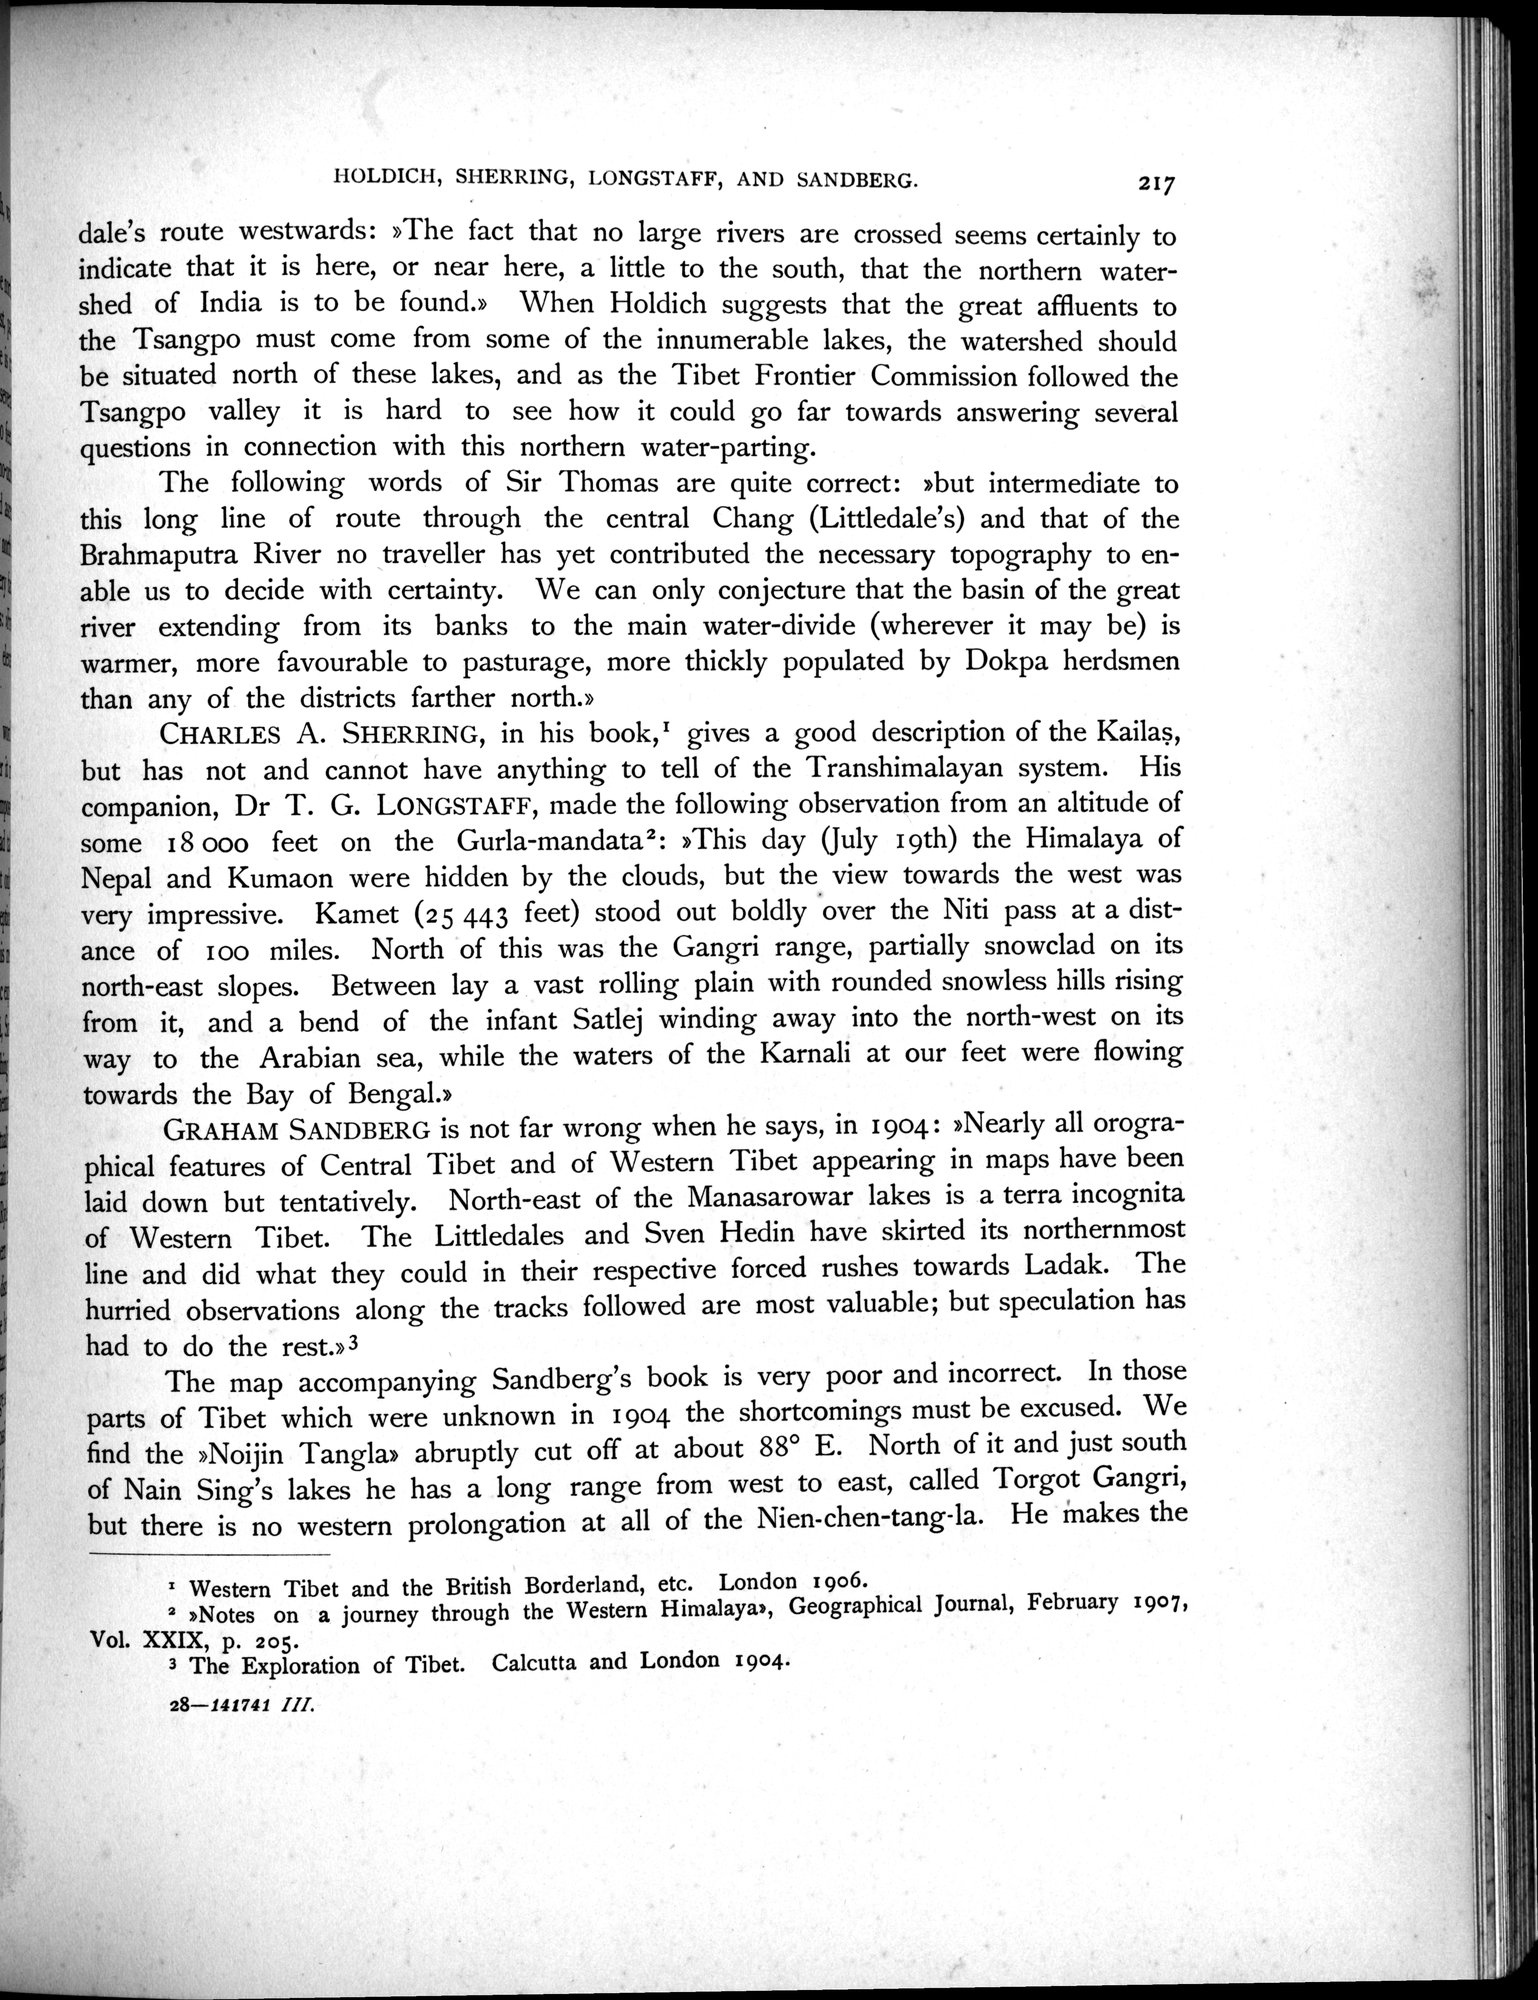 HOLDICH, SHERRING, LONGSTAFF, AND SANDBERG. 217
dale's route westwards: »The fact that no large rivers are crossed seems certainly to
indicate that it is here, or near here, a little to the south, that the northern water-
shed of India is to be found.» When Holdich suggests that the great affluents to
the Tsangpo must come from some of the innumerable lakes, the watershed should
be situated north of these lakes, and as the Tibet Frontier Commission followed the
Tsangpo valley it is hard to see how it could go far towards answering several
questions in connection with this northern water-parting.
The following words of Sir Thomas are quite correct: »but intermediate to
this long line of route through the central Chang (Littledale's) and that of the
Brahmaputra River no traveller has yet contributed the necessary topography to en-
able us to decide with certainty. We can only conjecture that the basin of the great
river extending from its banks to the main water-divide (wherever it may be) is
warmer, more favourable to pasturage, more thickly populated by Dokpa herdsmen
than any of the districts farther north.»
CHARLES A. SHERRING, in his book,¹ gives a good description of the Kailaṣ,
but has not and cannot have anything to tell of the Transhimalayan system. His
companion, Dr T. G. LONGSTAFF, made the following observation from an altitude of
some 18 000 feet on the Gurla-mandata²: »This day (July 19th) the Himalaya of
Nepal and Kumaon were hidden by the clouds, but the view towards the west was
very impressive. Kamet (25 443 feet) stood out boldly over the Niti pass at a dist-
ance of 100 miles. North of this was the Gangri range, partially snowclad on its
north-east slopes. Between lay a vast rolling plain with rounded snowless hills rising
from it, and a bend of the infant Satlej winding away into the north-west on its
way to the Arabian sea, while the waters of the Karnali at our feet were flowing
towards the Bay of Bengal.»
GRAHAM SANDBERG is not far wrong when he says, in 1904: »Nearly all orogra-
phical features of Central Tibet and of Western Tibet appearing in maps have been
laid down but tentatively. North-east of the Manasarowar lakes is a terra incognita
of Western Tibet. The Littledales and Sven Hedin have skirted its northernmost
line and did what they could in their respective forced rushes towards Ladak. The
hurried observations along the tracks followed are most valuable; but speculation has
had to do the rest.»³
The map accompanying Sandberg's book is very poor and incorrect. In those
parts of Tibet which were unknown in 1904 the shortcomings must be excused. We
find the »Noijin Tangla» abruptly cut off at about 88° E. North of it and just south
of Nain Sing's lakes he has a long range from west to east, called Torgot Gangri,
but there is no western prolongation at all of the Nien-chen-tang-la. He makes the
¹ Western Tibet and the British Borderland, etc. London 1906.
² »Notes on a journey through the Western Himalaya», Geographical Journal, February 1907,
Vol. XXIX, p. 205.
³ The Exploration of Tibet. Calcutta and London 1904.
28—141741 III.